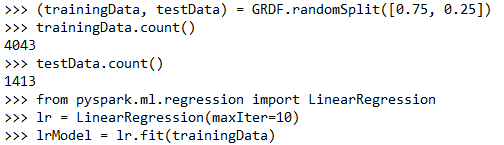 >>> (trainingData, testData) = GRDF.randomSplit([0.75, 0.25])
>>> trainingData.count()
4043
>>> testData.count()
1413
>>> from pyspark.ml.regression import LinearRegression
>>> lr = LinearRegression(maxIter=10)
>>> lrModel = lr.fit(trainingData)